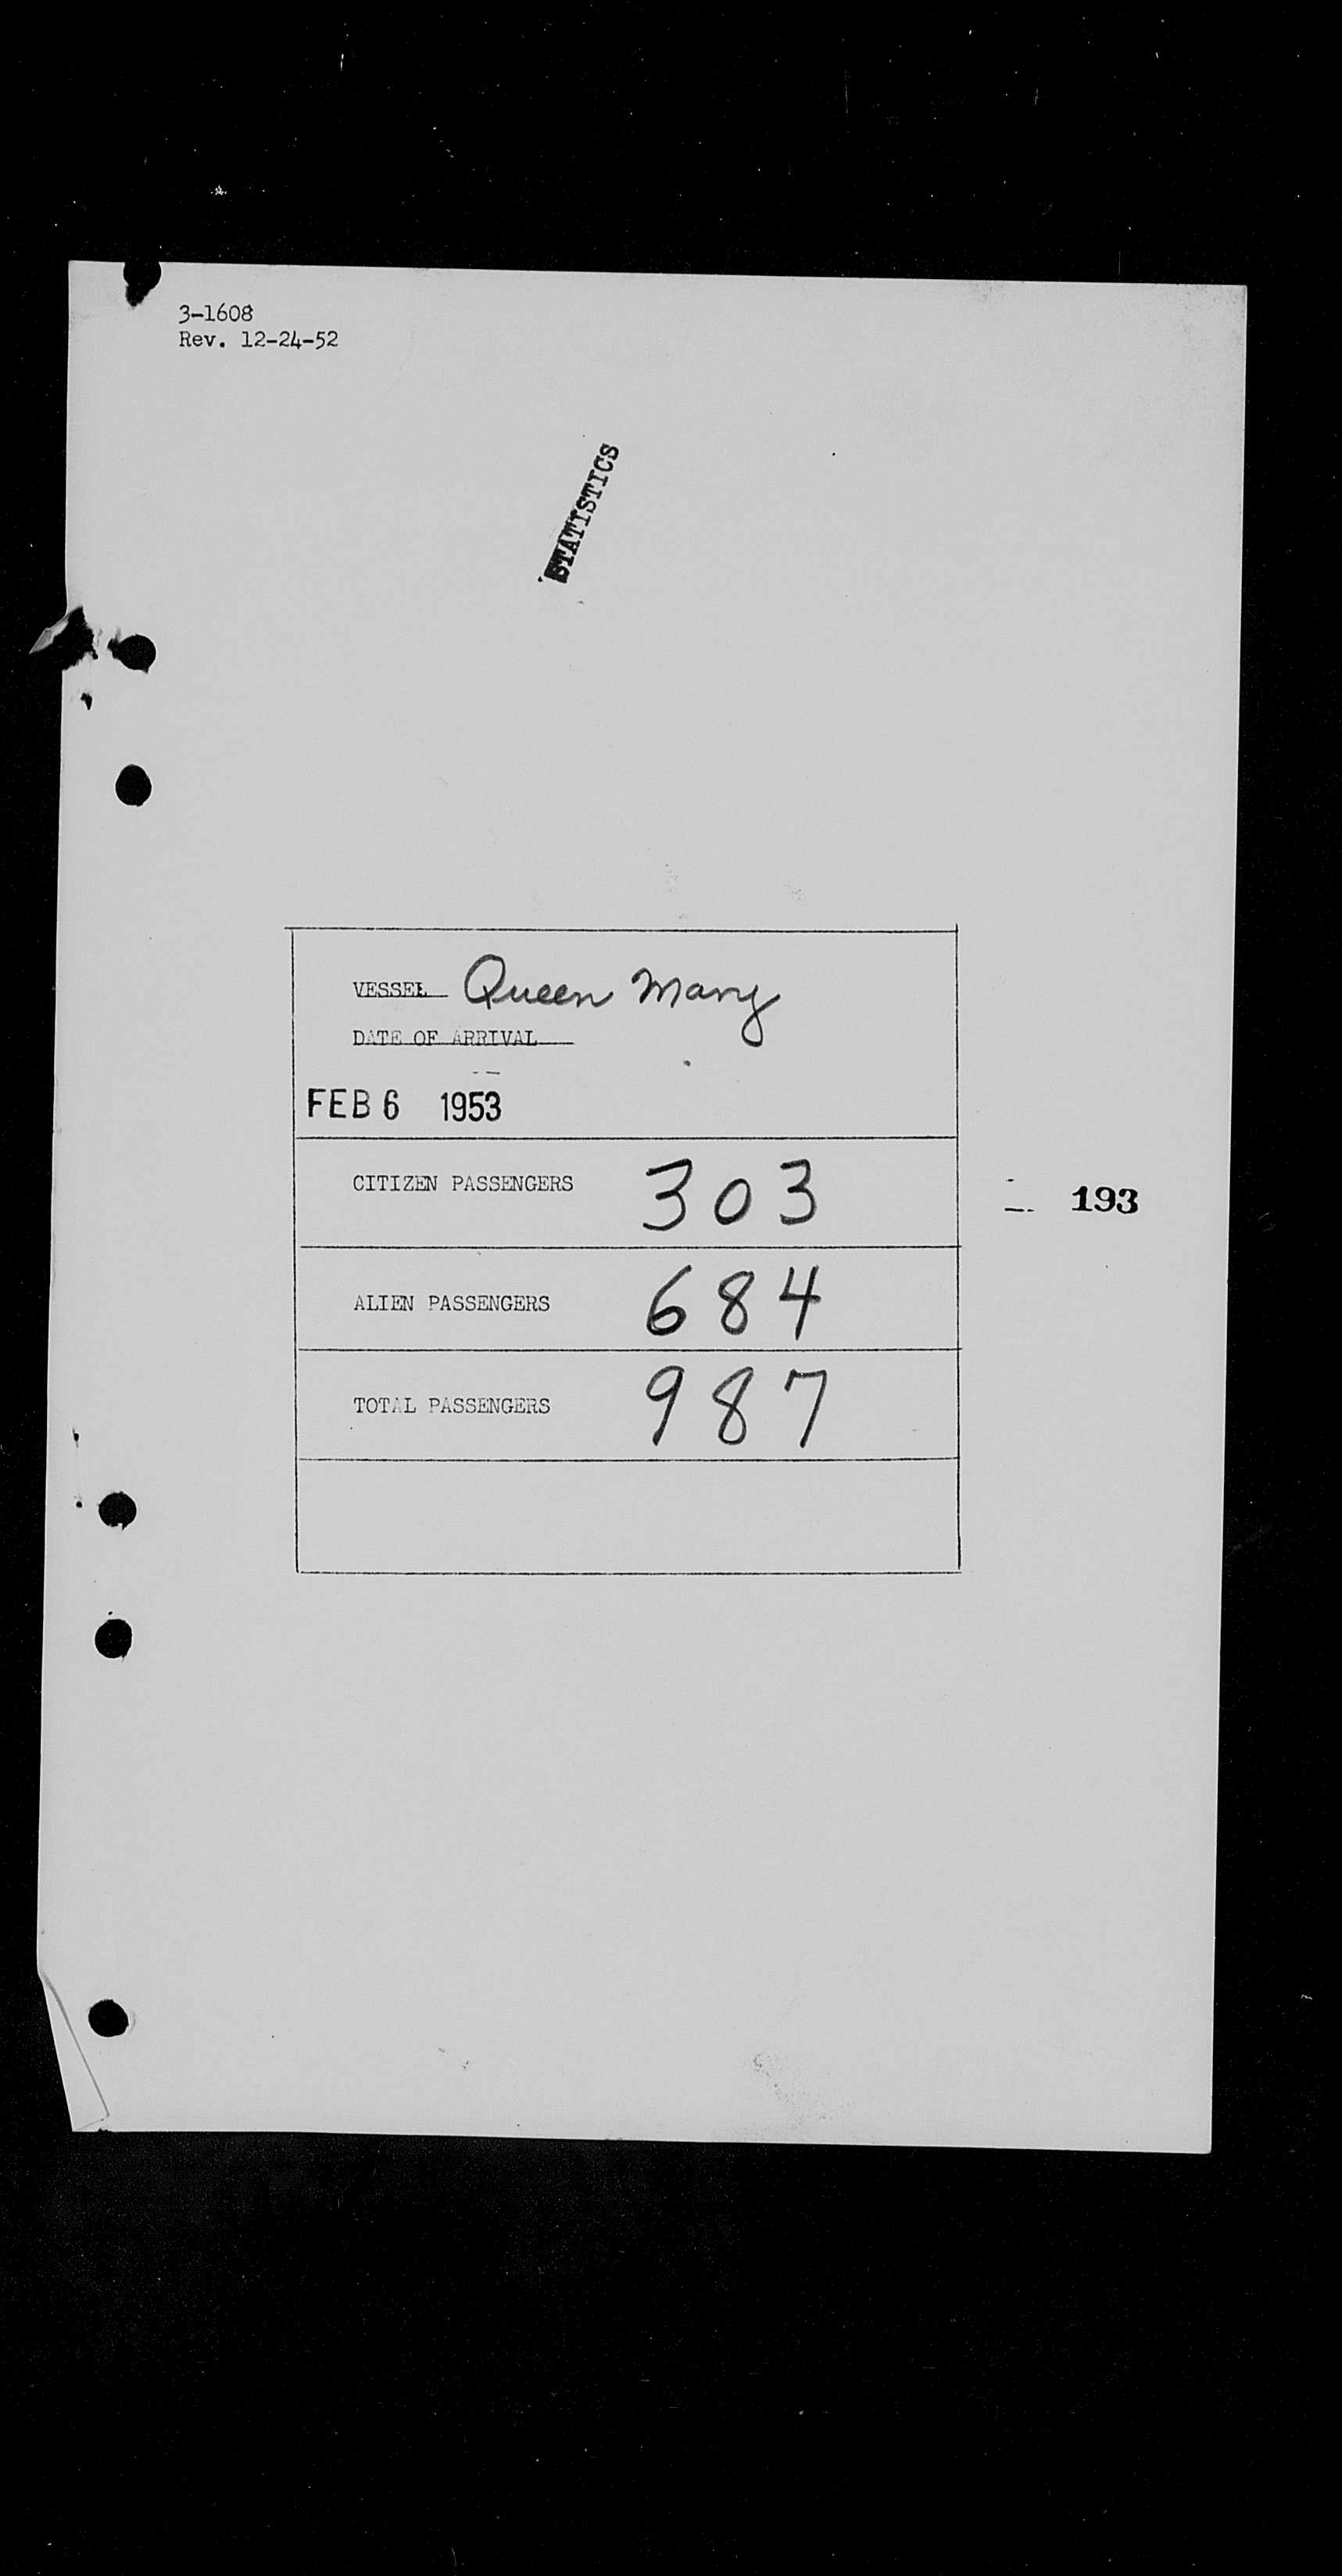 3-1608
Rev. 12-24-52
STATISTICS
VESSEL Queen Mary
DATE OF ARRIVAL
FEB 6 1953
CITIZEN PASSENGERS 303
193
ALIEN PASSENGERS 684
TOTAL PASSENGERS 987